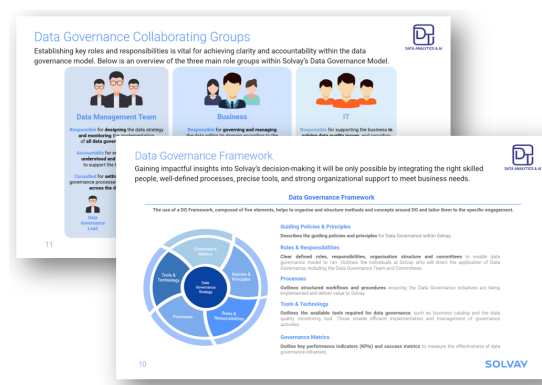 Data Governance Collaborating Groups
Establishing key roles and responsibilities is vital for achieving clarity and accountability within the data
governance model. Below is an overview of the three main role groups within Solvay's Data Governance Model.
DATA ANALYTICS & AI
Data Management Team
Business
IT
Responsible for designing the data strategy
and monitoring
of all data
Responsible for governing and managing
Responsible for supporting the business in
Accountable for
understood and
to support the
Consulted for
governance processes
across the
Data
Governance
Lead
11
Data Governance Framework
Gaining impactful insights into Solvay's decision-making it will be only possible by integrating the right skilled
people, well-defined processes, precise tools, and strong organizational support to meet business needs.
DATA ANALYTICS & AI
Data Governance Framework
The use of a DG Framework, composed of five elements, helps to organise and structure methods and concepts around DG and tailor them to the specific engagement.
Governance
Metrics
Policies &
Principles
Roles &
Responsibilities
Processes
Tools &
Technology
Data
Governance
Strategy
Guiding Policies & Principles
Describes the guiding policies and principles for Data Governance within Solvay
Roles & Responsibilities
Clear defined roles, responsibilities, organisation structure and committees to enable data
governance model to run. Outlines the individuals at Solvay who will direct the application of Data
Governance, including the Data Governance Team and Committees.
Processes
Outlines structured workflows and procedures ensuring the Data Governance initiatives are being
implemented and deliver value to Solvay
Tools & Technology
Outlines the available tools required for data governance, such as business catalog and the data
quality monitoring tool. These enable efficient implementation and management of governance
activities.
Governance Metrics
Outline key performance indicators (KPIs) and success metrics to measure the effectiveness of data
governance initiatives.
10
SOLVAY